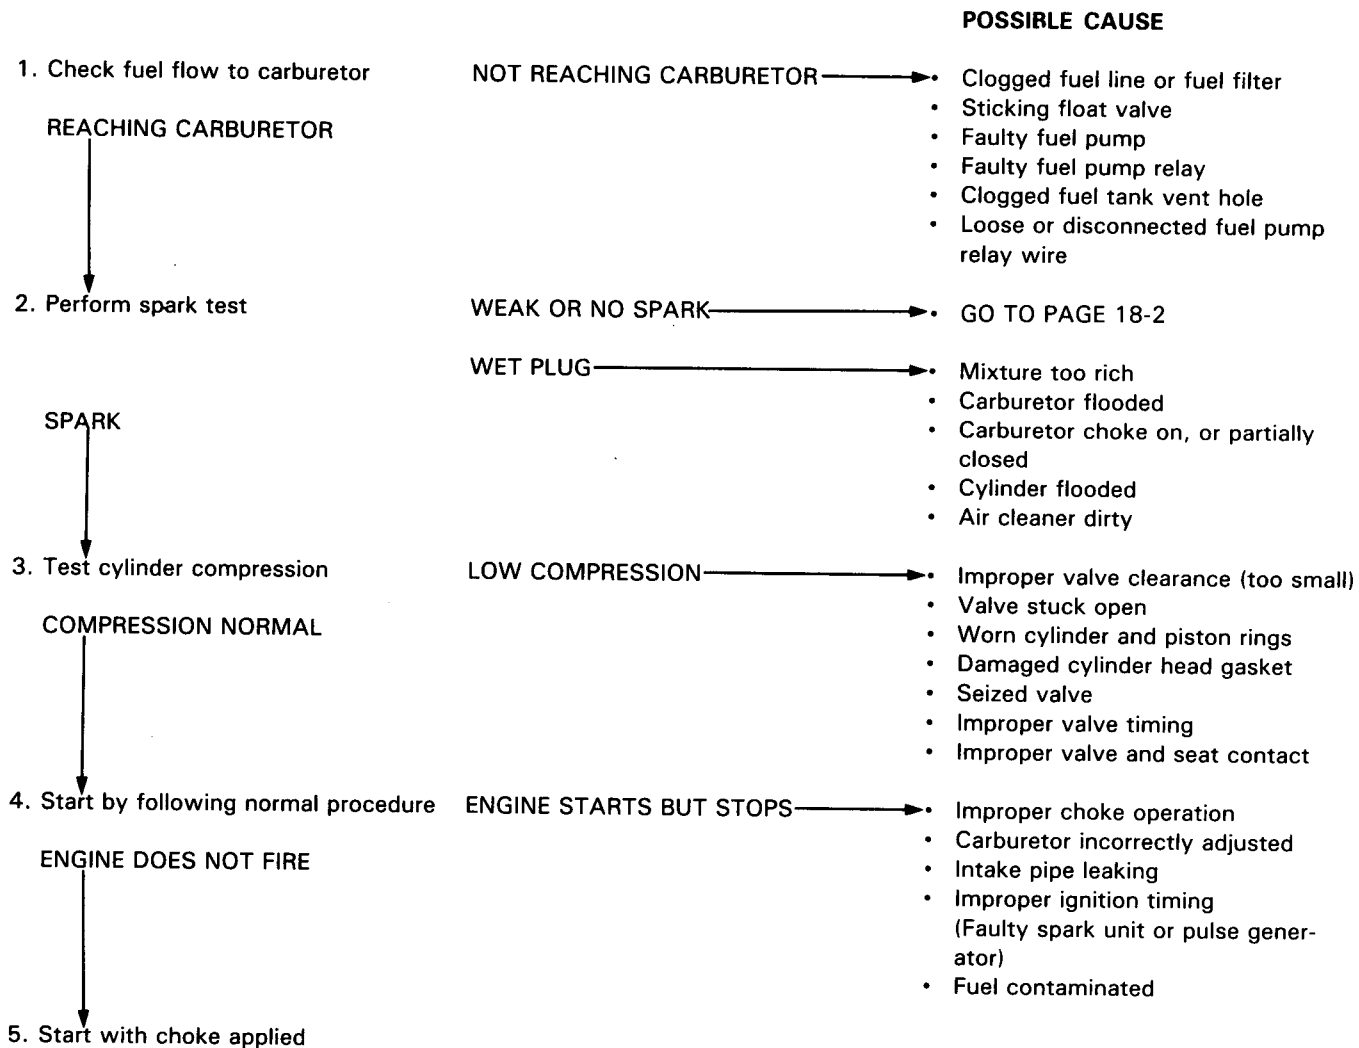 POSSIBLE CAUSE
1. Check fuel flow to carburetor
NOT REACHING CARBURETOR
• Clogged fuel line or fuel filter
• Sticking float valve
• Faulty fuel pump
• Faulty fuel pump relay
• Clogged fuel tank vent hole
• Loose or disconnected fuel pump
relay wire
REACHING CARBURETOR
2. Perform spark test
WEAK OR NO SPARK
• GO TO PAGE 18-2
WET PLUG
• Mixture too rich
• Carburetor flooded
• Carburetor choke on, or partially
closed
• Cylinder flooded
• Air cleaner dirty
SPARK
3. Test cylinder compression
LOW COMPRESSION
• Improper valve clearance (too small)
• Valve stuck open
• Worn cylinder and piston rings
• Damaged cylinder head gasket
• Seized valve
• Improper valve timing
• Improper valve and seat contact
COMPRESSION NORMAL
4. Start by following normal procedure
ENGINE STARTS BUT STOPS
• Improper choke operation
• Carburetor incorrectly adjusted
• Intake pipe leaking
• Improper ignition timing
(Faulty spark unit or pulse gener-
ator)
• Fuel contaminated
ENGINE DOES NOT FIRE
5. Start with choke applied